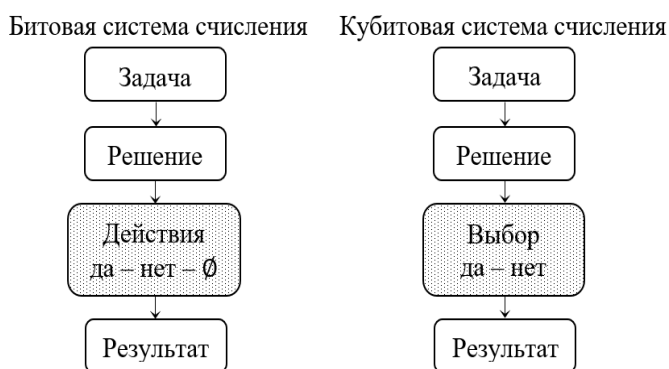 Битовая система счисления
Задача
Решение
Действия
да – нет – Ø
Результат
Кубитовая система счисления
Задача
Решение
Выбор
да – нет
Результат